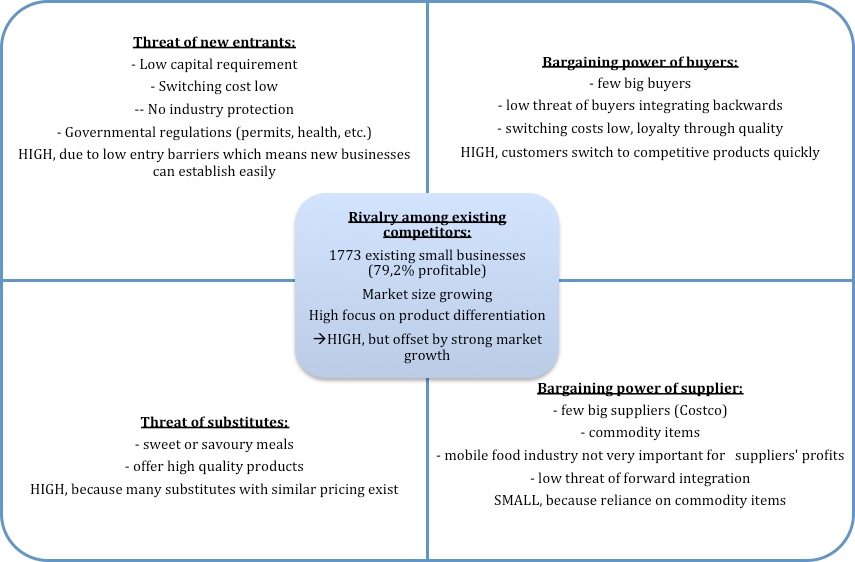 Threat of new entrants:
- Low capital requirement
- Switching cost low
-- No industry protection
- Governmental regulations (permits, health, etc.)
HIGH, due to low entry barriers which means new businesses
can establish easily
Bargaining power of buyers:
- few big buyers
- low threat of buyers integrating backwards
- switching costs low, loyalty through quality
HIGH, customers switch to competitive products quickly
Rivalry among existing
competitors:
1773 existing small businesses
(79,2% profitable)
Market size growing
High focus on product differentiation
→HIGH, but offset by strong market
growth
Threat of substitutes:
- sweet or savoury meals
- offer high quality products
HIGH, because many substitutes with similar pricing exist
Bargaining power of supplier:
- few big suppliers (Costco)
- commodity items
- mobile food industry not very important for suppliers' profits
- low threat of forward integration
SMALL, because reliance on commodity items